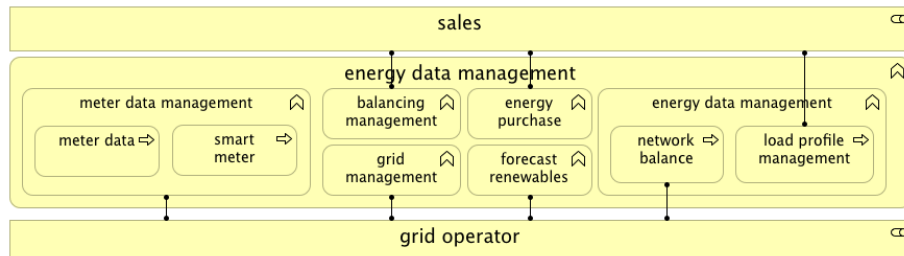 sales
energy data management
meter data management
meter data
smart
meter
balancing
management
energy
purchase
grid
management
forecast
renewables
energy data management
network
balance
load profile
management
grid operator